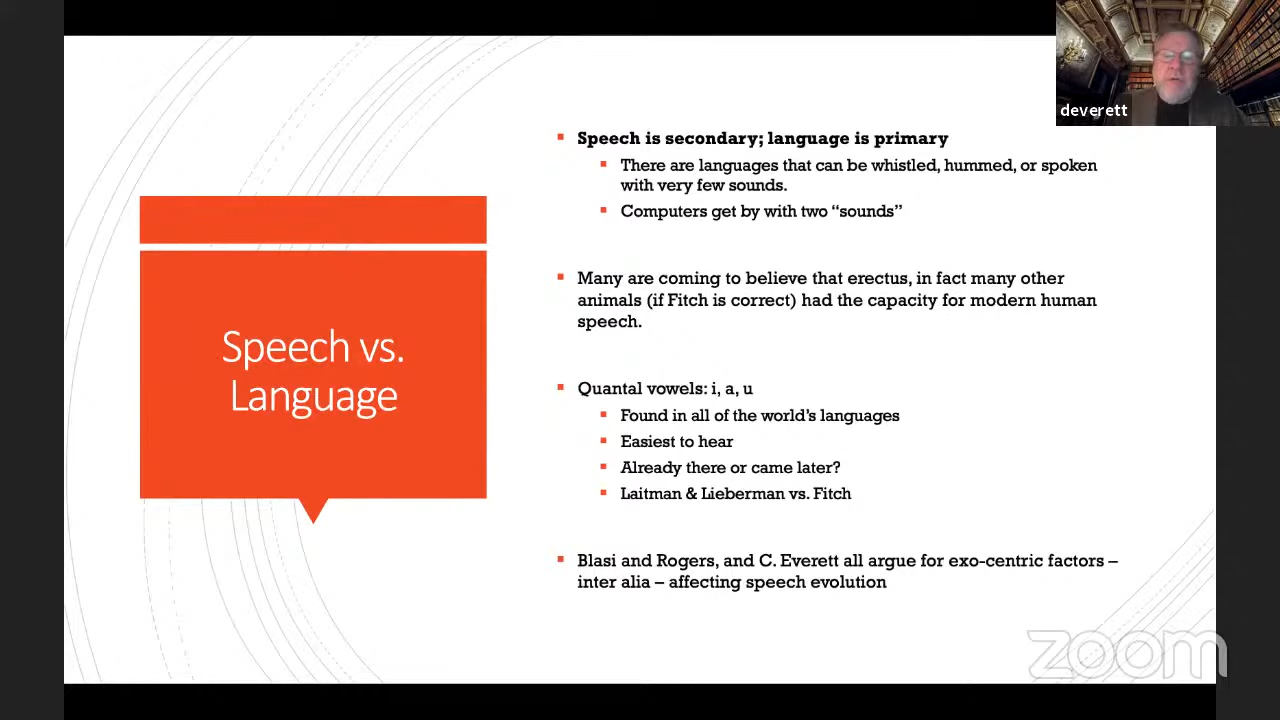 deverett
Speech vs.
Language
Speech is secondary; language is primary
There are languages that can be whistled, hummed, or spoken
with very few sounds.
Computers get by with two “sounds”
Many are coming to believe that erectus, in fact many other
animals (if Fitch is correct) had the capacity for modern human
speech.
Quantal vowels: i, a, u
Found in all of the world’s languages
Easiest to hear
Already there or came later?
Laitman & Lieberman vs. Fitch
Blasi and Rogers, and C. Everett all argue for exo-centric factors –
inter alia – affecting speech evolution
zoom